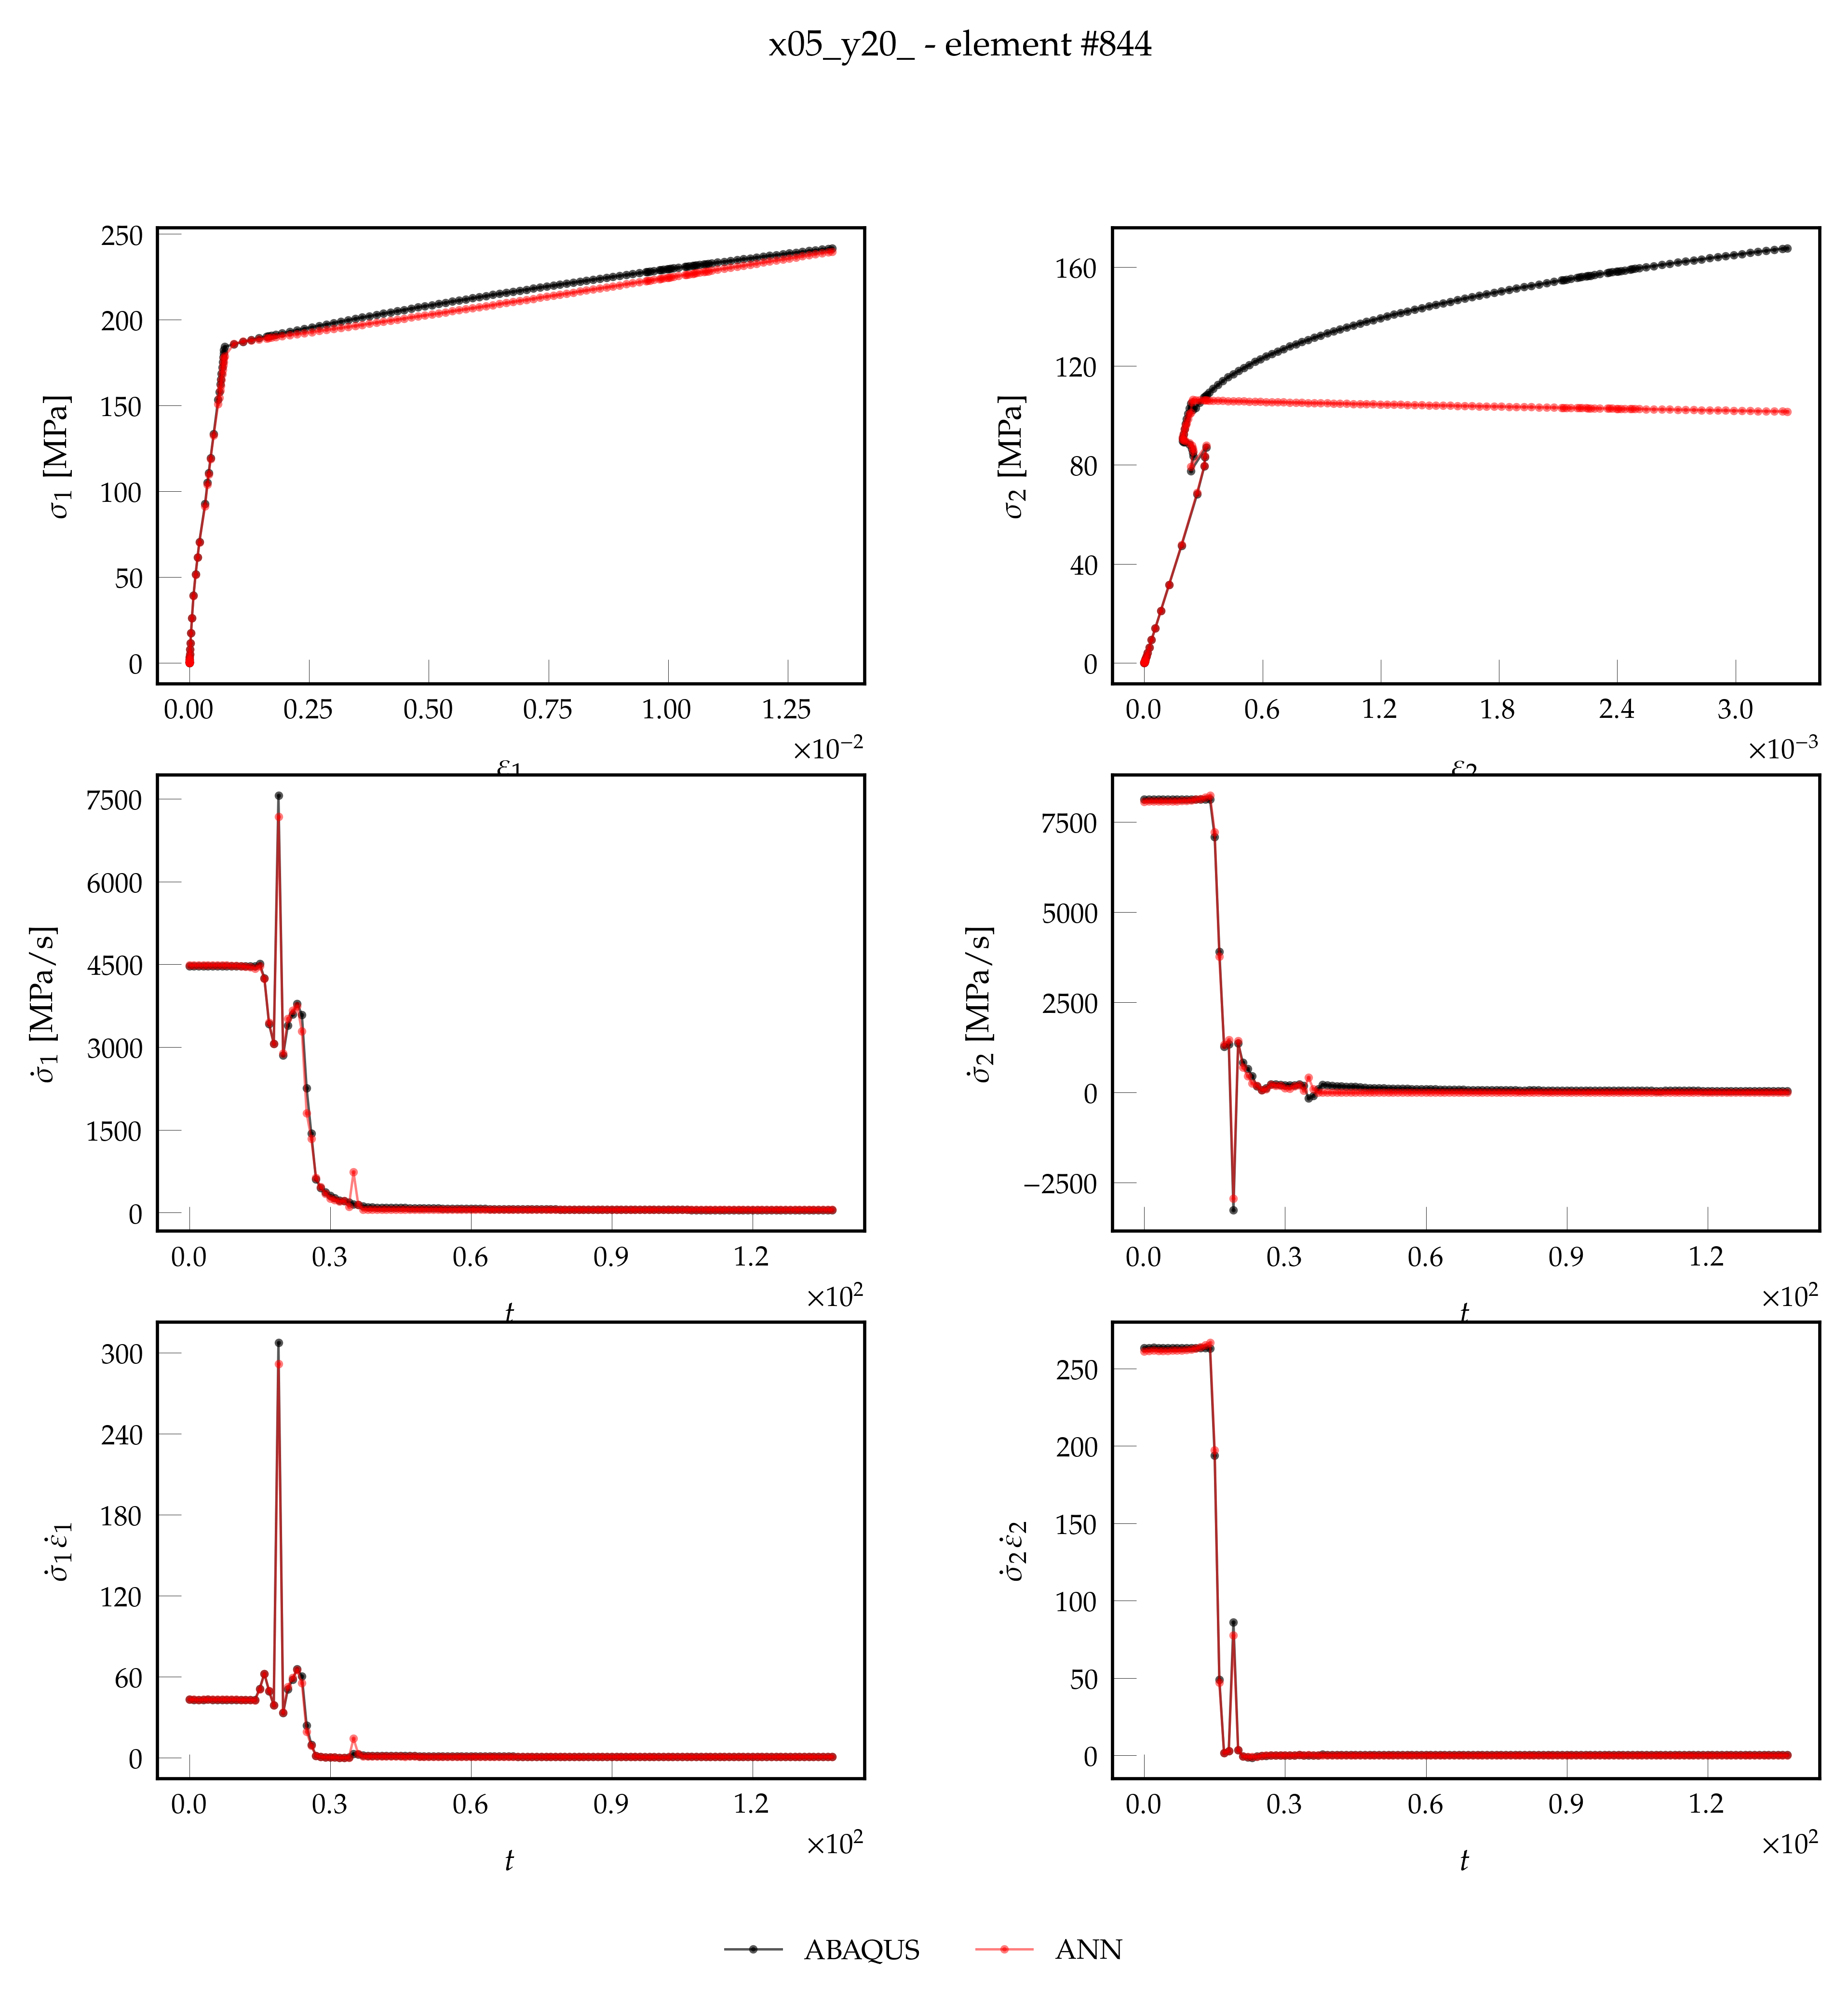 x05_y20_ - element #844
250
200
150
100
50
0
σ₁ [MPa]
0.00 0.25 0.50 0.75 1.00 1.25
×10⁻²
ε₁
160
120
80
40
0
σ₂ [MPa]
0.0 0.6 1.2 1.8 2.4 3.0
×10⁻³
ε₂
7500
6000
4500
3000
1500
0
σ̇₁ [MPa/s]
0.0 0.3 0.6 0.9 1.2
×10²
t
7500
5000
2500
0
−2500
σ̇₂ [MPa/s]
0.0 0.3 0.6 0.9 1.2
×10²
t
300
240
180
120
60
0
σ̇₁ε̇₁
0.0 0.3 0.6 0.9 1.2
×10²
t
250
200
150
100
50
0
σ̇₂ε̇₂
0.0 0.3 0.6 0.9 1.2
×10²
t
ABAQUS ANN